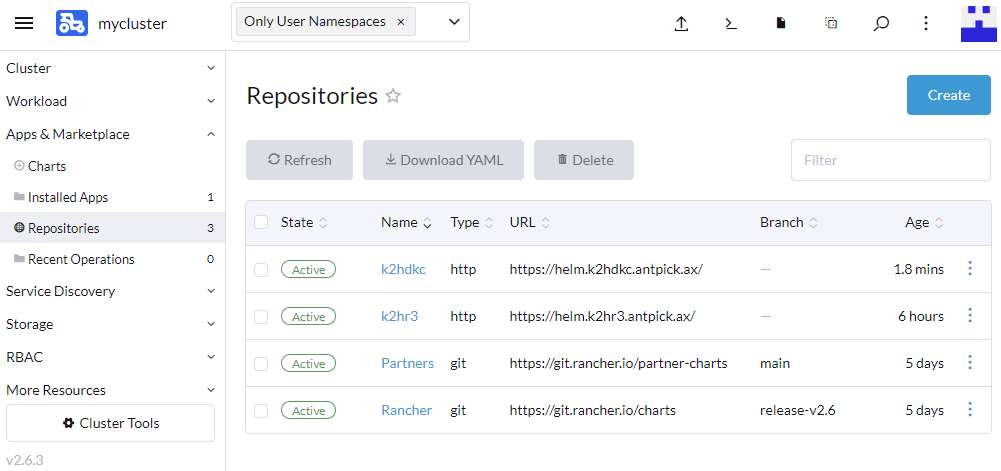 mycluster
Only User Namespaces ×
Cluster
Workload
Apps & Marketplace
Charts
Installed Apps 1
Repositories 3
Recent Operations 0
Service Discovery
Storage
RBAC
More Resources
Cluster Tools
v2.6.3
Repositories
Create
Refresh Download YAML Delete Filter
State Name Type URL Branch Age
Active k2hdkc http https://helm.k2hdkc.antpick.ax/ — 1.8 mins
Active k2hr3 http https://helm.k2hr3.antpick.ax/ — 6 hours
Active Partners git https://git.rancher.io/partner-charts main 5 days
Active Rancher git https://git.rancher.io/charts release-v2.6 5 days